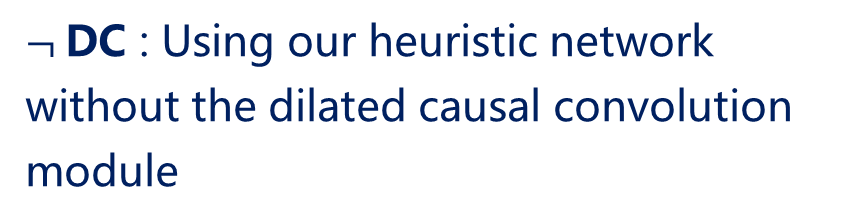 ¬ DC : Using our heuristic network
without the dilated causal convolution
module